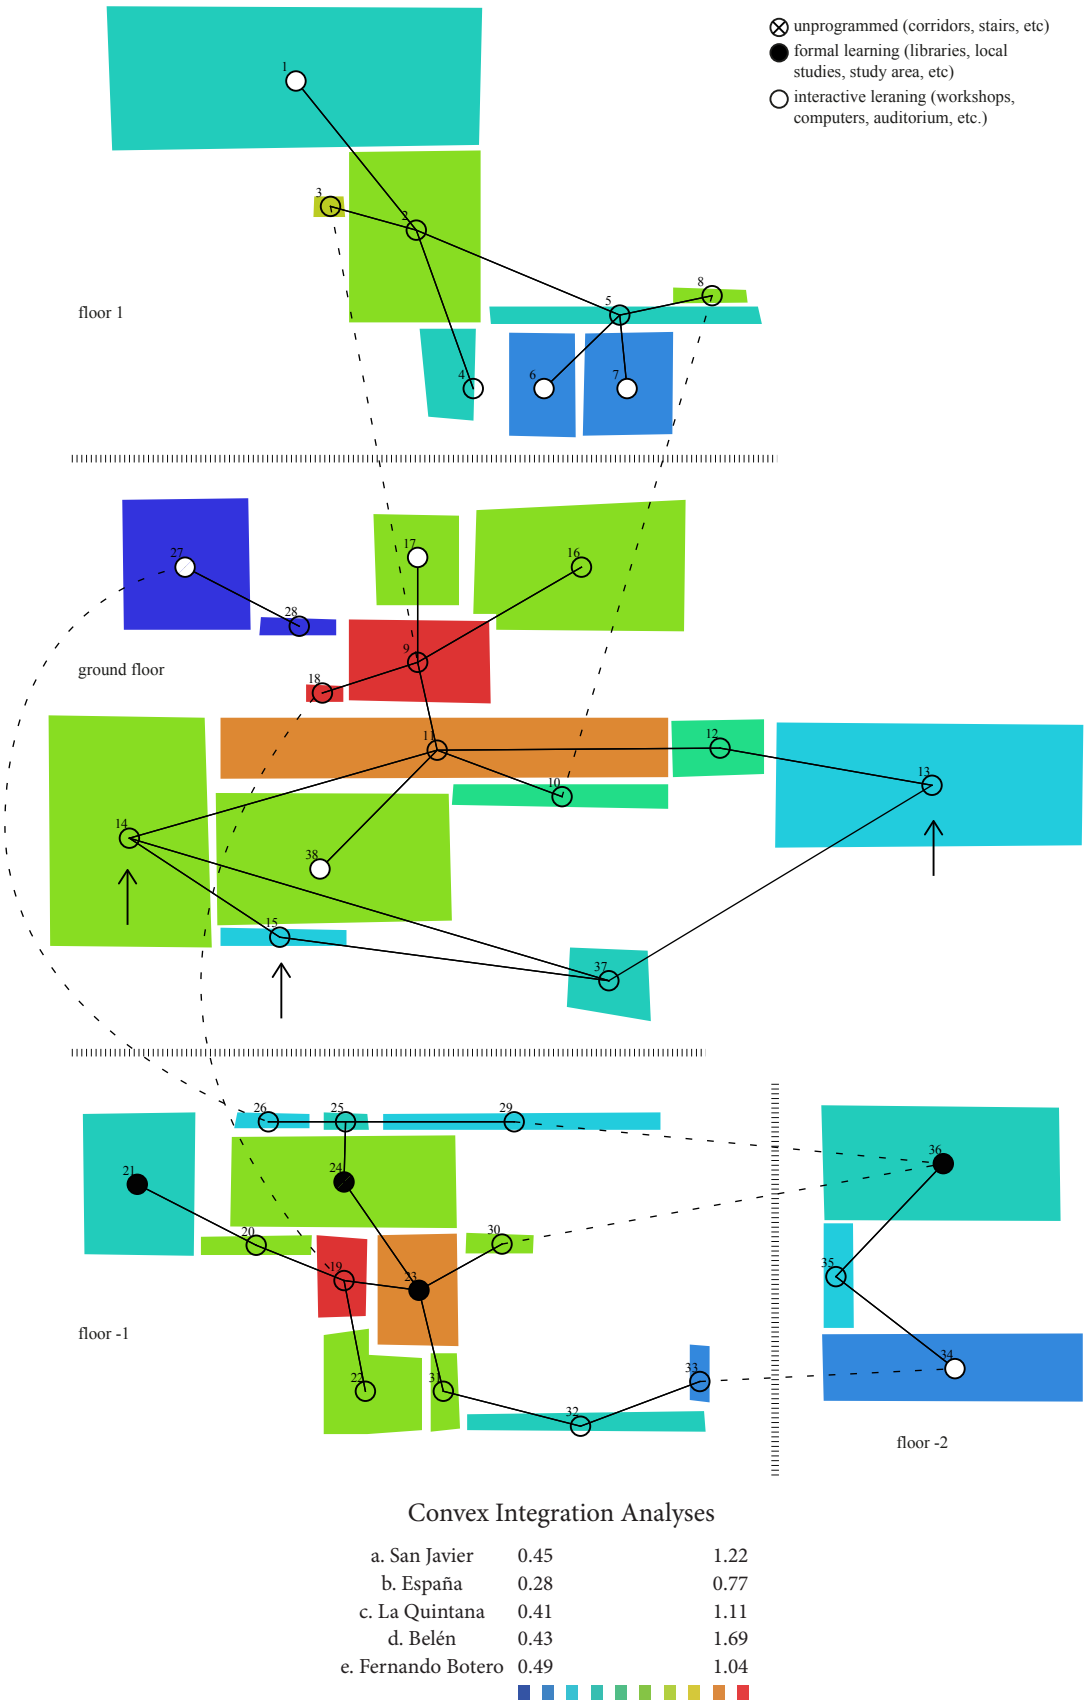 unprogrammed (corridors, stairs, etc)
formal learning (libraries, local
studies, study area, etc)
interactive leraning (workshops,
computers, auditorium, etc.)
1
3
2
8
5
floor 1
4
6
7
17
16
27
28
9
ground floor
18
11
12
13
10
14
38
15
37
26
25
29
36
21
24
20
30
19
23
35
floor -1
34
33
22
31
32
floor -2
Convex Integration Analyses
a. San Javier 0.45 1.22
b. España 0.28 0.77
c. La Quintana 0.41 1.11
d. Belén 0.43 1.69
e. Fernando Botero 0.49 1.04